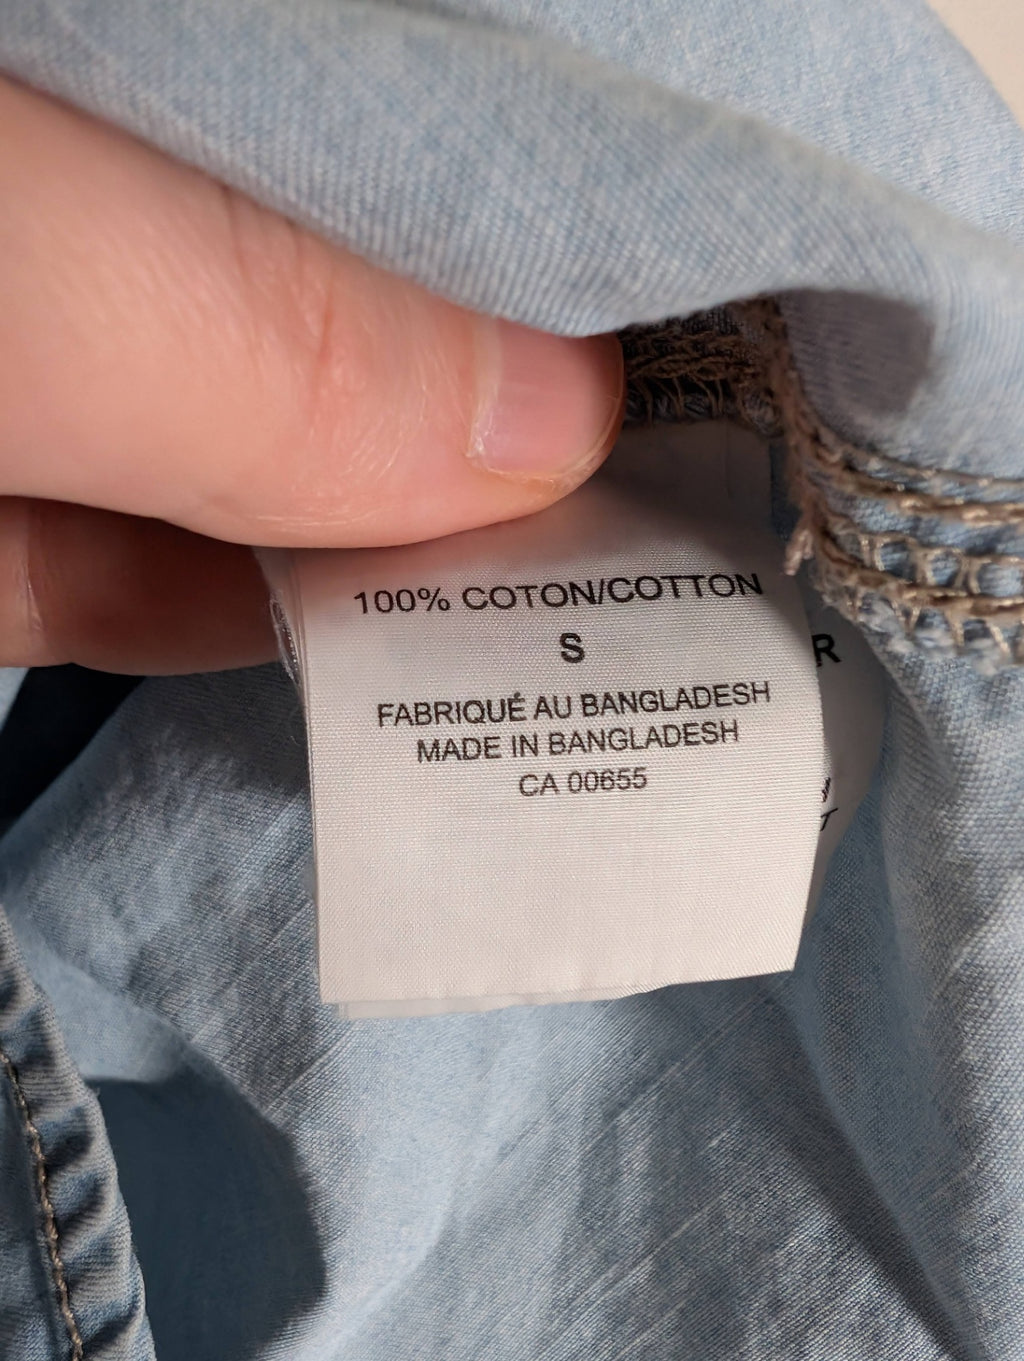 100% COTON/COTTON
S
FABRIQUÉ AU BANGLADESH
MADE IN BANGLADESH
CA 00655